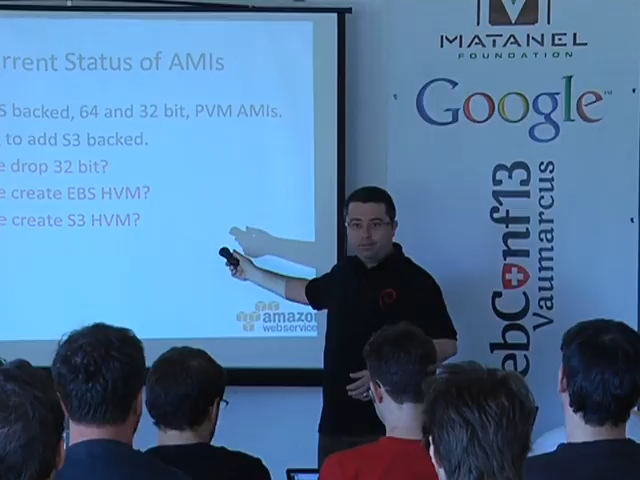 rrent Status of AMIs
S backed, 64 and 32 bit, PVM AMIs.
to add S3 backed.
e drop 32 bit?
e create EBS HVM?
e create S3 HVM?
amazon
webservice
MATANEL
FOUNDATION
Google
ebConf13
Vaumarcus